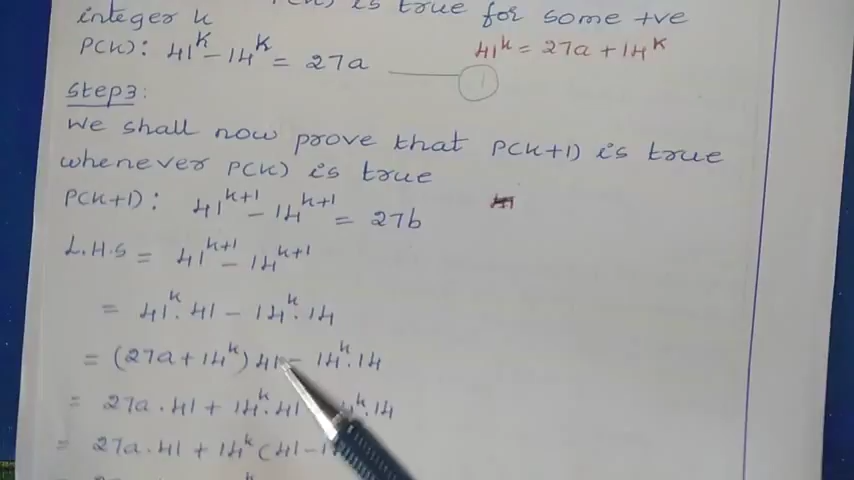 P(k) is true for some +ve
integer k
P(k): 41^k - 14^k = 27a ——— ①
41^k = 27a + 14^k
Step3:
We shall now prove that P(k+1) is true
whenever P(k) is true
P(k+1): 41^{k+1} - 14^{k+1} = 27b
L.H.S = 41^{k+1} - 14^{k+1}
= 41^k. 41 - 14^k. 14
= (27a + 14^k) 41 - 14^k. 14
= 27a. 41 + 14^k. 41 14^k. 14
= 27a. 41 + 14^k (41 - 1